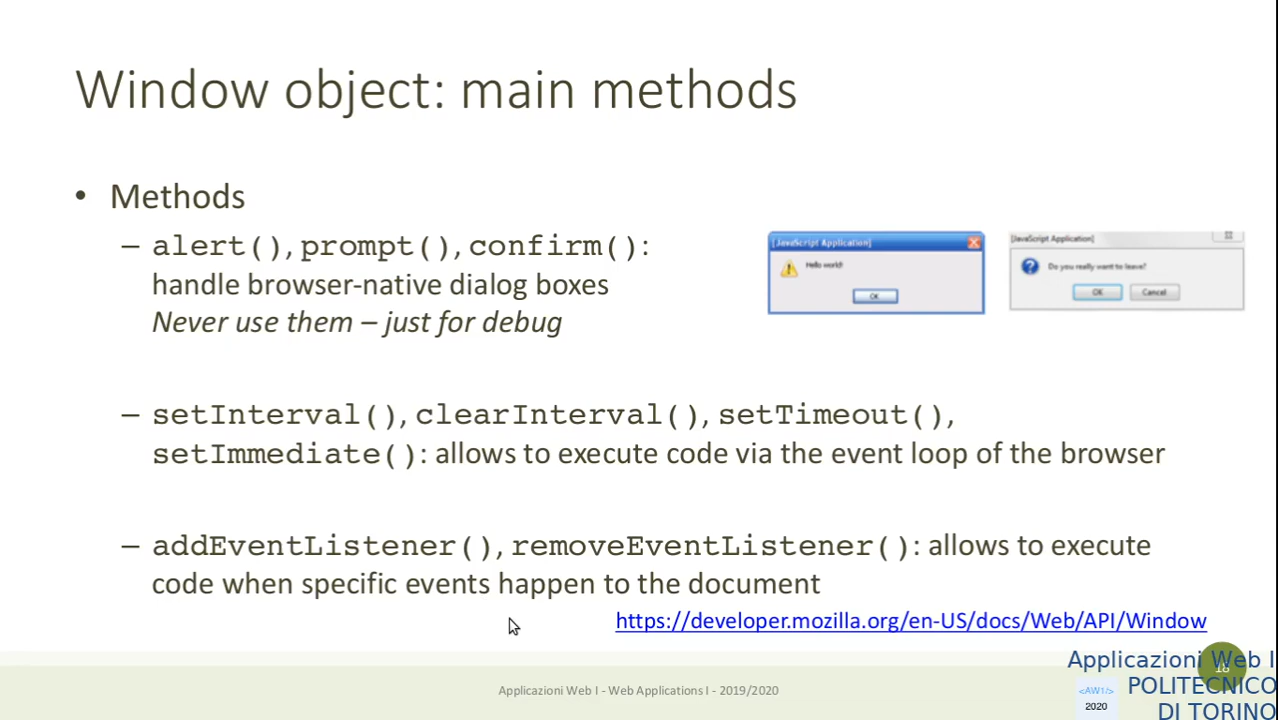 Window object: main methods
• Methods
– alert(), prompt(), confirm():
handle browser-native dialog boxes
Never use them – just for debug
[JavaScript Application]
Hello world!
OK
[JavaScript Application]
Do you really want to leave?
OK Cancel
– setInterval(), clearInterval(), setTimeout(),
setImmediate(): allows to execute code via the event loop of the browser
– addEventListener(), removeEventListener(): allows to execute
code when specific events happen to the document
https://developer.mozilla.org/en-US/docs/Web/API/Window
Applicazioni Web I - Web Applications I - 2019/2020
Applicazioni Web I
POLITECNICO
DI TORINO
<AW1/>
2020